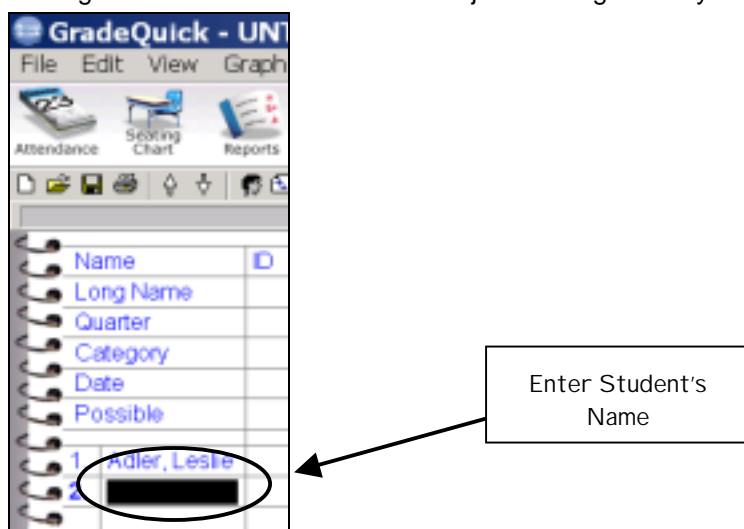 GradeQuick - UNT
File Edit View Graph
Attendance
Seating
Chart
Reports
Name ID
Long Name
Quarter
Category
Date
Possible
1 Adler, Leslie
2
Enter Student's
Name